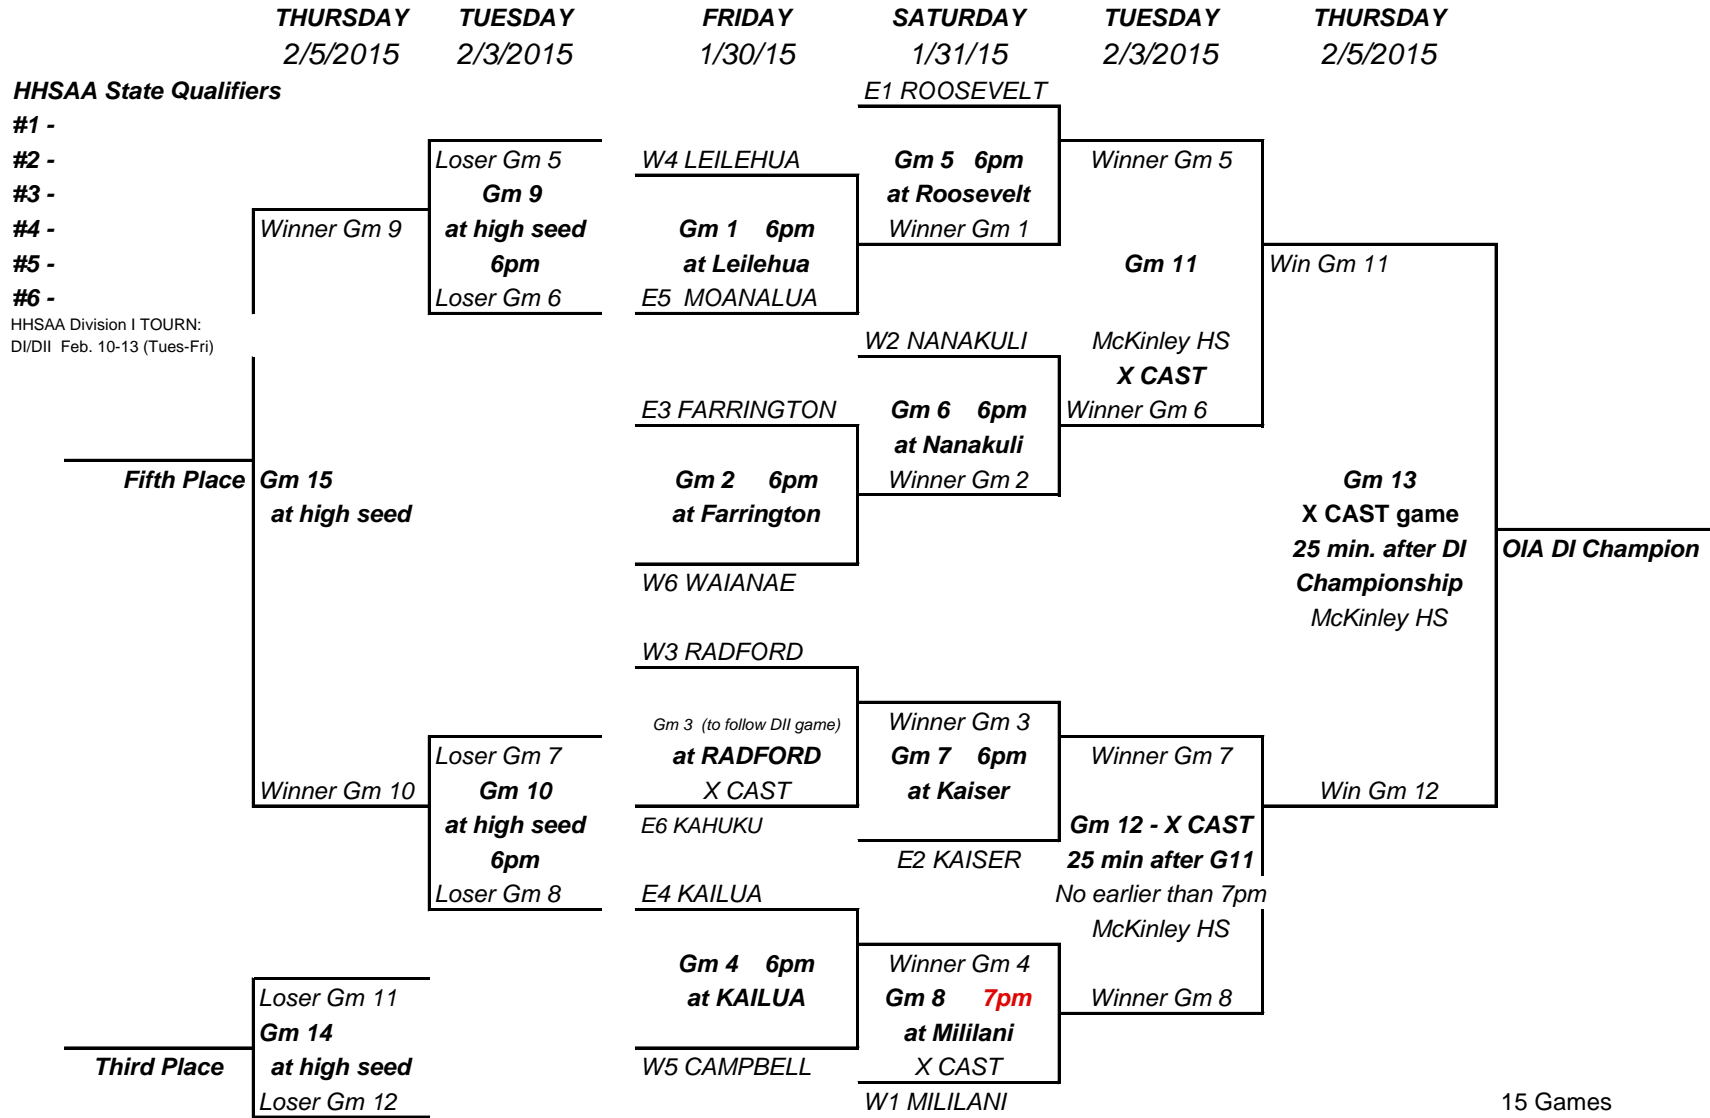 THURSDAY TUESDAY FRIDAY SATURDAY TUESDAY THURSDAY
2/5/2015 2/3/2015 1/30/15 1/31/15 2/3/2015 2/5/2015
HHSAA State Qualifiers E1 ROOSEVELT
#1 -
#2 - Loser Gm 5 W4 LEILEHUA Gm 5 6pm Winner Gm 5
#3 - Gm 9 at Roosevelt
#4 - Winner Gm 9 at high seed Gm 1 6pm Winner Gm 1
#5 - 6pm at Leilehua Gm 11 Win Gm 11
#6 - Loser Gm 6 E5 MOANALUA
HHSAA Division I TOURN:
DI/DII Feb. 10-13 (Tues-Fri) W2 NANAKULI McKinley HS
X CAST
E3 FARRINGTON Gm 6 6pm Winner Gm 6
at Nanakuli
Fifth Place Gm 15 Gm 2 6pm Winner Gm 2 Gm 13
at high seed at Farrington X CAST game
25 min. after DI OIA DI Champion
W6 WAIANAE Championship
McKinley HS
W3 RADFORD
Gm 3 (to follow DII game) Winner Gm 3
Loser Gm 7 at RADFORD Gm 7 6pm Winner Gm 7
Winner Gm 10 Gm 10 X CAST at Kaiser Win Gm 12
at high seed E6 KAHUKU Gm 12 - X CAST
6pm E2 KAISER 25 min after G11
Loser Gm 8 E4 KAILUA No earlier than 7pm
McKinley HS
Gm 4 6pm Winner Gm 4
Loser Gm 11 at KAILUA Gm 8 7pm Winner Gm 8
Gm 14 at Mililani
Third Place at high seed W5 CAMPBELL X CAST
Loser Gm 12 W1 MILILANI 15 Games